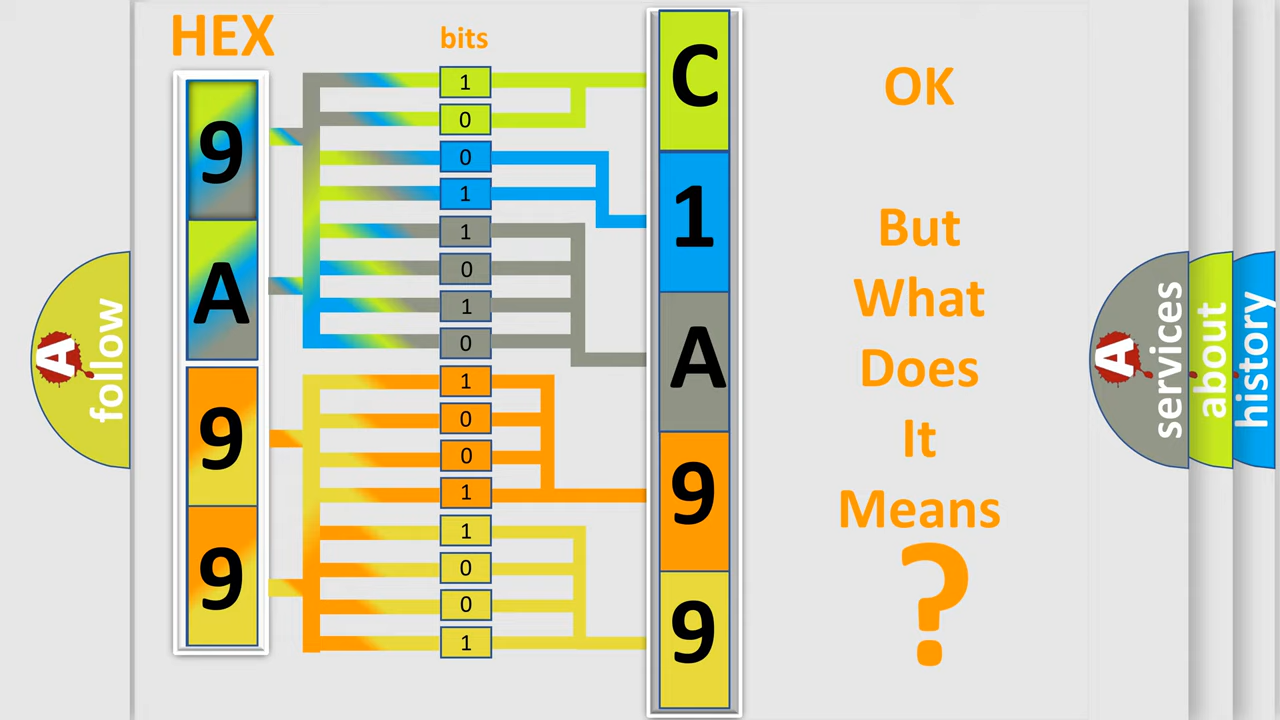 HEX
bits
9
A
9
9
1
0
0
1
1
0
1
0
1
0
0
1
1
0
0
1
C
1
A
9
9
OK
But
What
Does
It
Means
?
A
follow
A
services
about
history